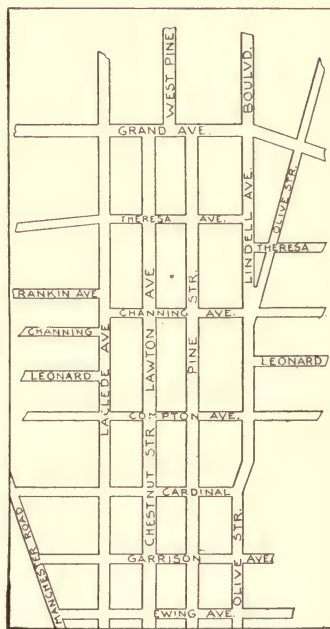 WEST PINE
BOULVD.
GRAND AVE.
LINDELL AVE.
OLIVE STR.
THERESA AVE.
THERESA
RANKIN AVE
LAWTON AVE
PINE STR.
CHANNING AVE.
CHANNING
LACLEDE AVE
LEONARD
LEONARD
COMPTON AVE.
CHESTNUT STR.
CARDINAL
OLIVE STR.
MANCHESTER ROAD
GARRISON AVE.
EWING AVE.